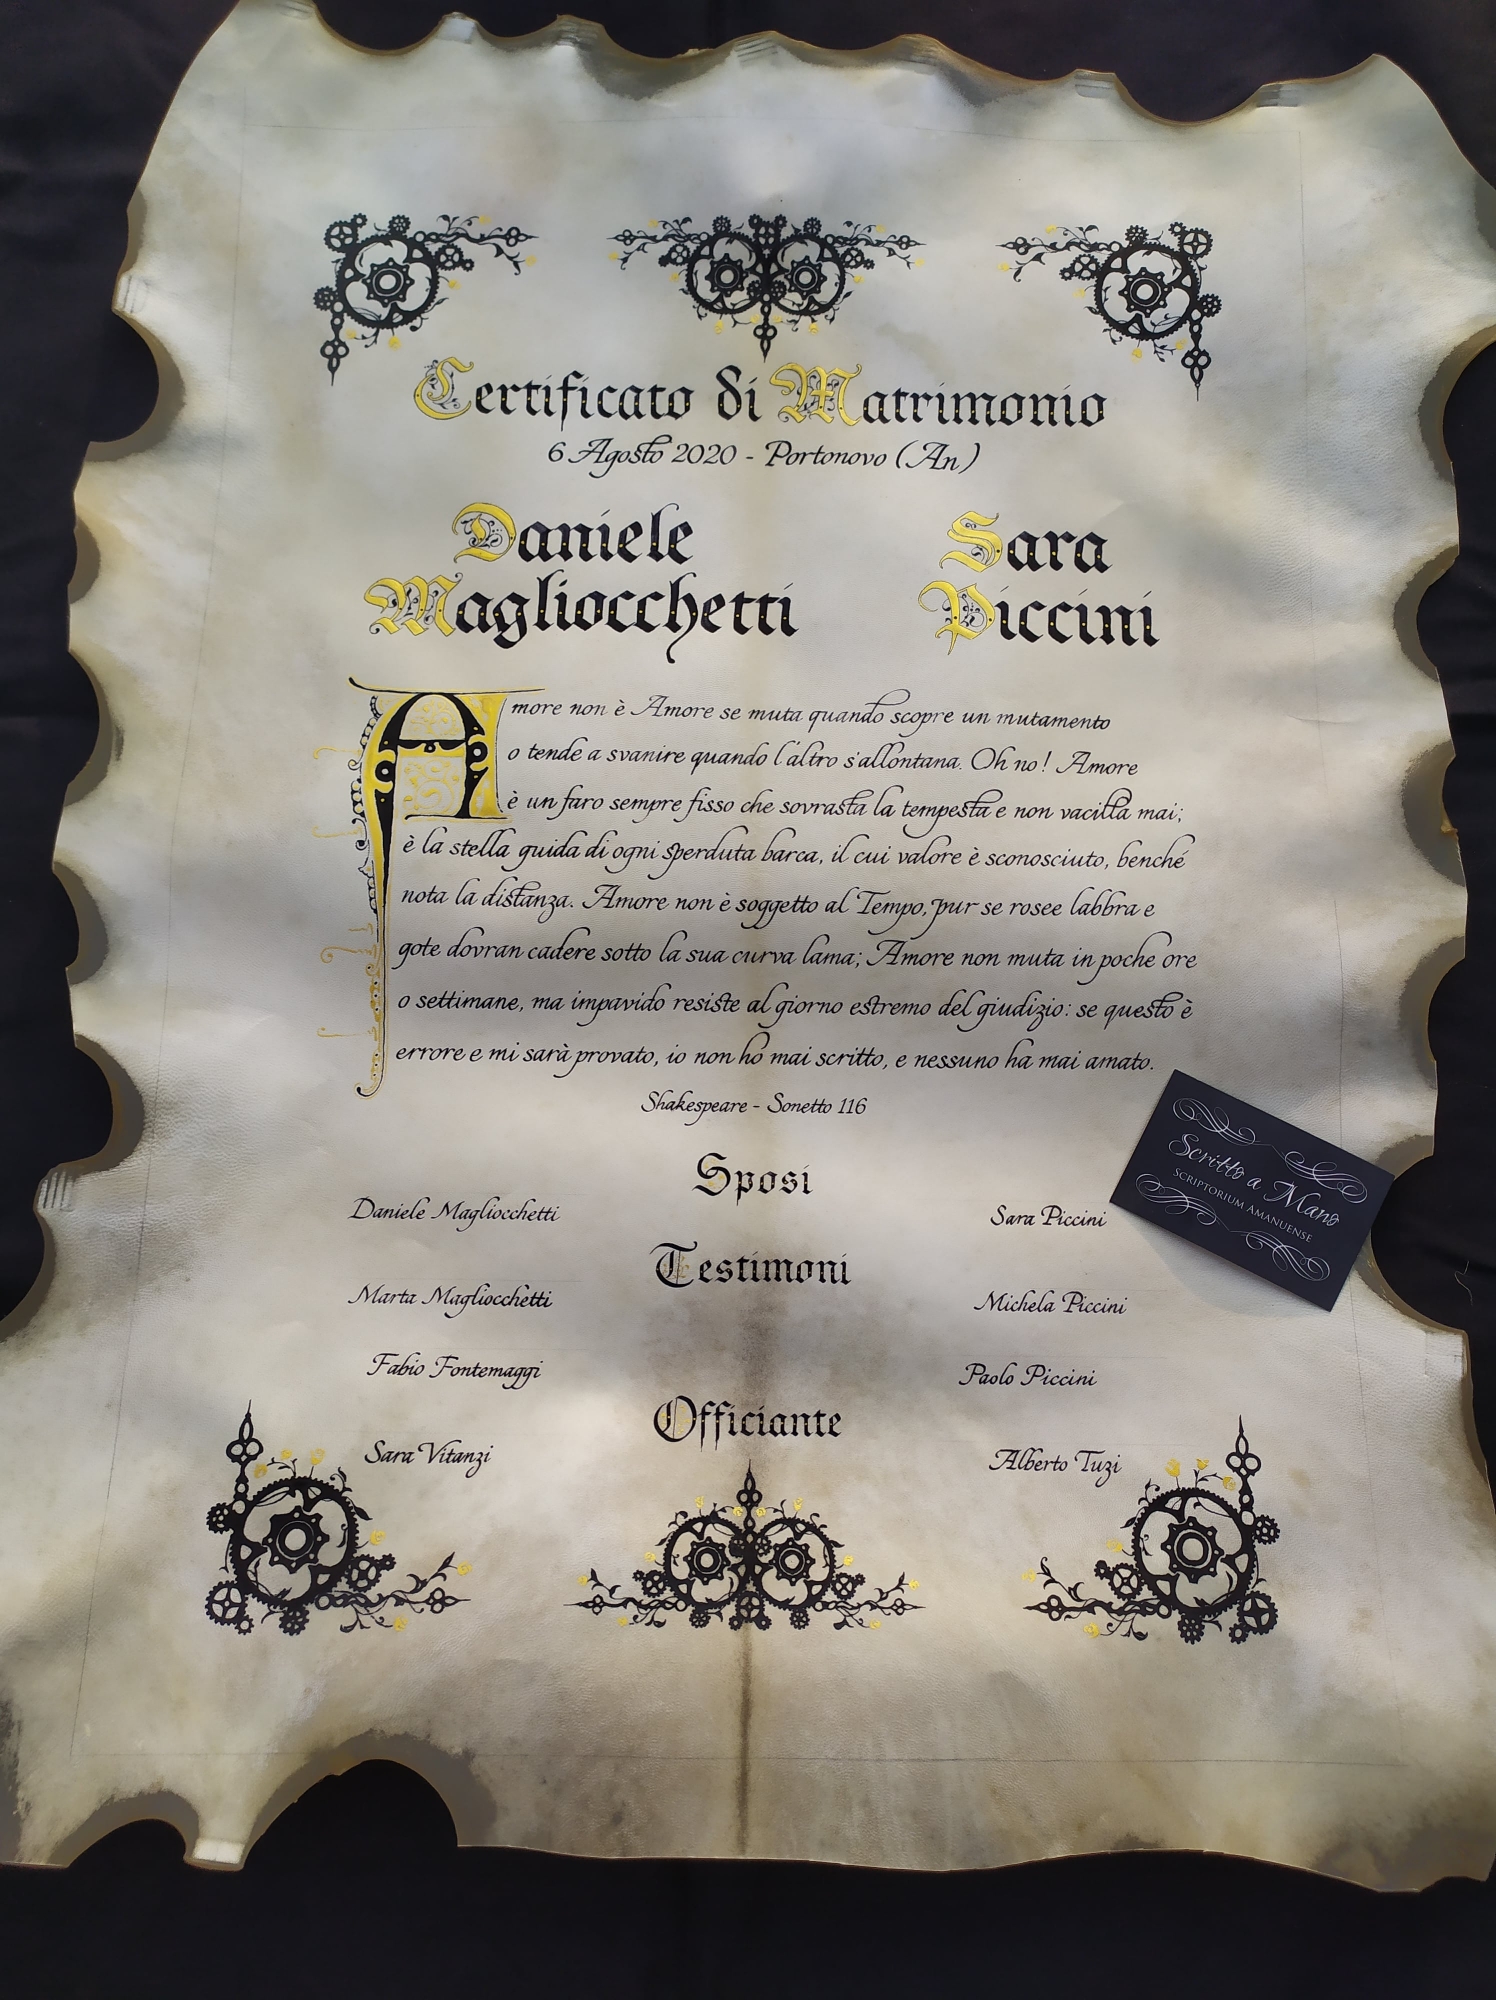 Certificato di Matrimonio
6 Agosto 2020 - Portonovo (An)
Daniele
Magliocchetti
Sara
Piccini
Amore non è Amore se muta quando scopre un mutamento
o tende a svanire quando l'altro s'allontana. Oh no! Amore
è un faro sempre fisso che sovrasta la tempesta e non vacilla mai;
è la stella guida di ogni sperduta barca, il cui valore è sconosciuto, benché
nota la distanza. Amore non è soggetto al Tempo, pur se rosee labbra e
gote dovran cadere sotto la sua curva lama; Amore non muta in poche ore
o settimane, ma impavido resiste al giorno estremo del giudizio: se questo è
errore e mi sarà provato, io non ho mai scritto, e nessuno ha mai amato.
Shakespeare - Sonetto 116
Sposi
Daniele Magliocchetti
Sara Piccini
Testimoni
Marta Magliocchetti
Michela Piccini
Fabio Fontemaggi
Paolo Piccini
Officiante
Sara Vitanzi
Alberto Tuzi
Scritto a Mano
SCRIPTORIUM AMANUENSE